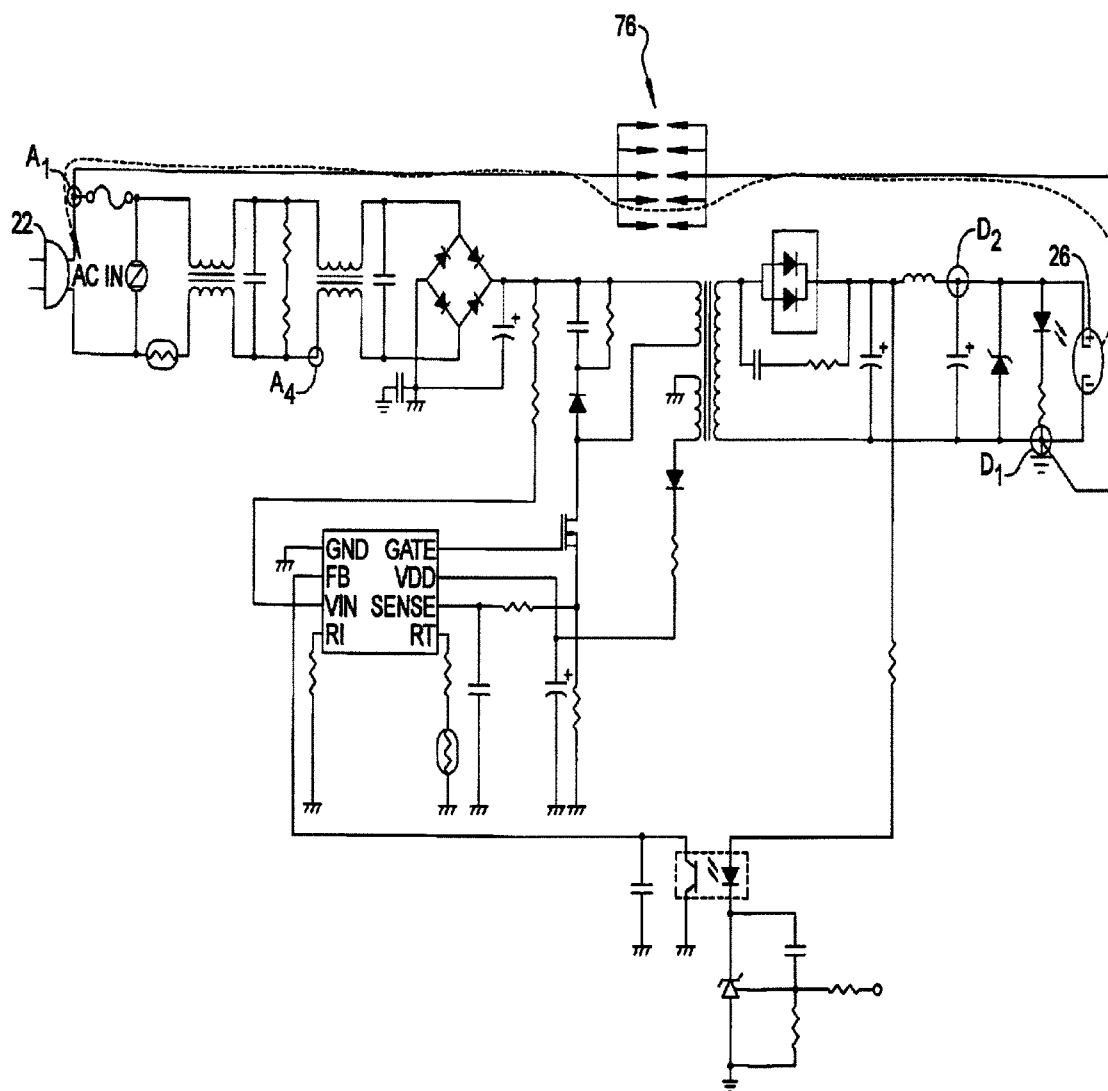 76
A1
22
AC IN
A4
D2
26
+
+
+
+
-
D1
GND GATE
FB VDD
VIN SENSE
RI RT
+